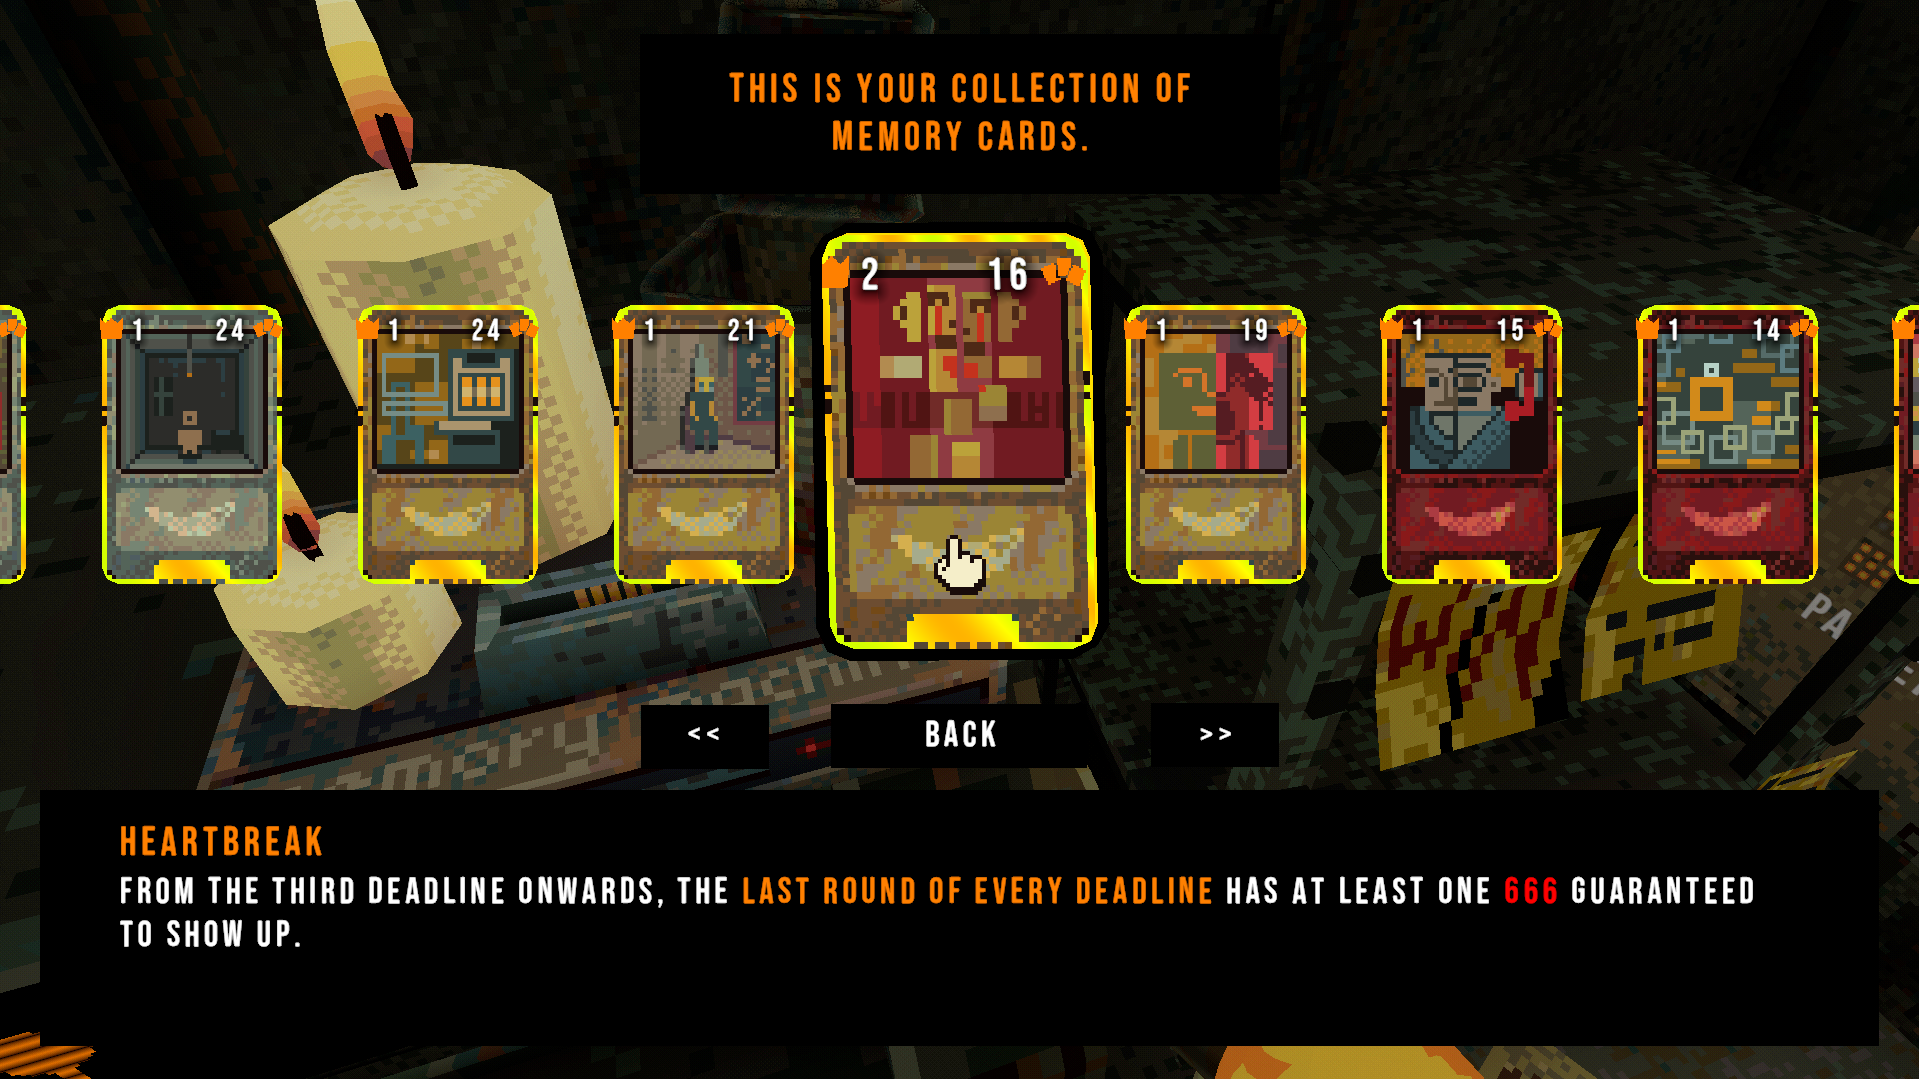 THIS IS YOUR COLLECTION OF
MEMORY CARDS.
1 24
1 24
1 21
2 16
1 19
1 15
1 14
<< BACK >>
HEARTBREAK
FROM THE THIRD DEADLINE ONWARDS, THE LAST ROUND OF EVERY DEADLINE HAS AT LEAST ONE 666 GUARANTEED
TO SHOW UP.